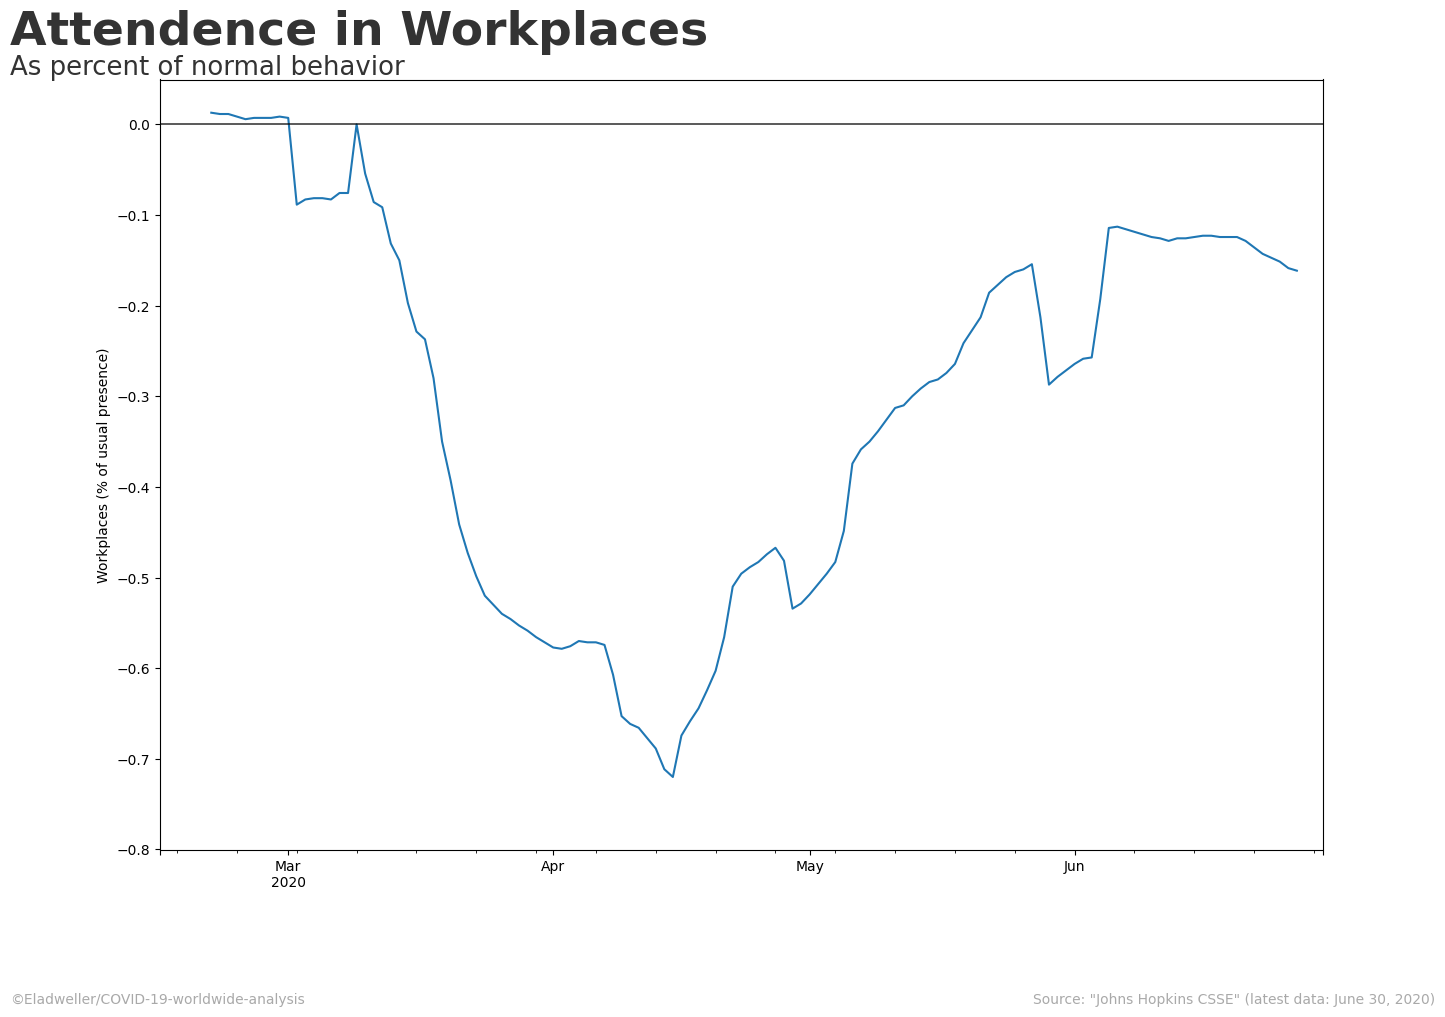 Attendence in Workplaces
As percent of normal behavior
0.0
−0.1
−0.2
−0.3
−0.4
−0.5
−0.6
−0.7
−0.8
Workplaces (% of usual presence)
Mar
2020
Apr
May
Jun
©Eladweller/COVID-19-worldwide-analysis
Source: "Johns Hopkins CSSE" (latest data: June 30, 2020)